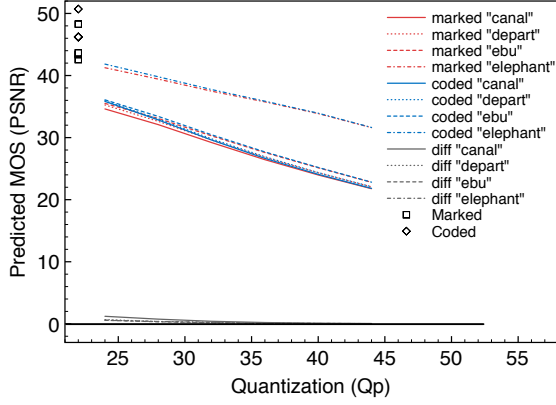 Predicted MOS (PSNR)
50
40
30
20
10
0
25 30 35 40 45 50 55
Quantization (Qp)
marked "canal"
marked "depart"
marked "ebu"
marked "elephant"
coded "canal"
coded "depart"
coded "ebu"
coded "elephant"
diff "canal"
diff "depart"
diff "ebu"
diff "elephant"
Marked
Coded